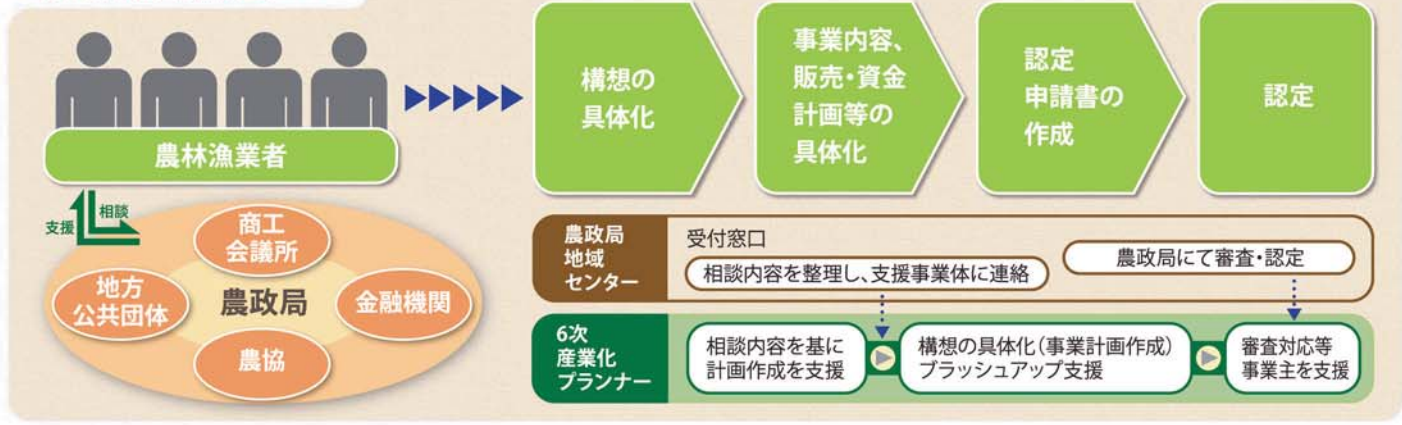 農林漁業者
支援
相談
商工
会議所
地方
公共団体
農政局
金融機関
農協
構想の
具体化
事業内容、
販売・資金
計画等の
具体化
認定
申請書の
作成
認定
農政局
地域
センター
受付窓口
相談内容を整理し、支援事業体に連絡
農政局にて審査・認定
6次
産業化
プランナー
相談内容を基に
計画作成を支援
構想の具体化(事業計画作成)
ブラッシュアップ支援
審査対応等
事業主を支援